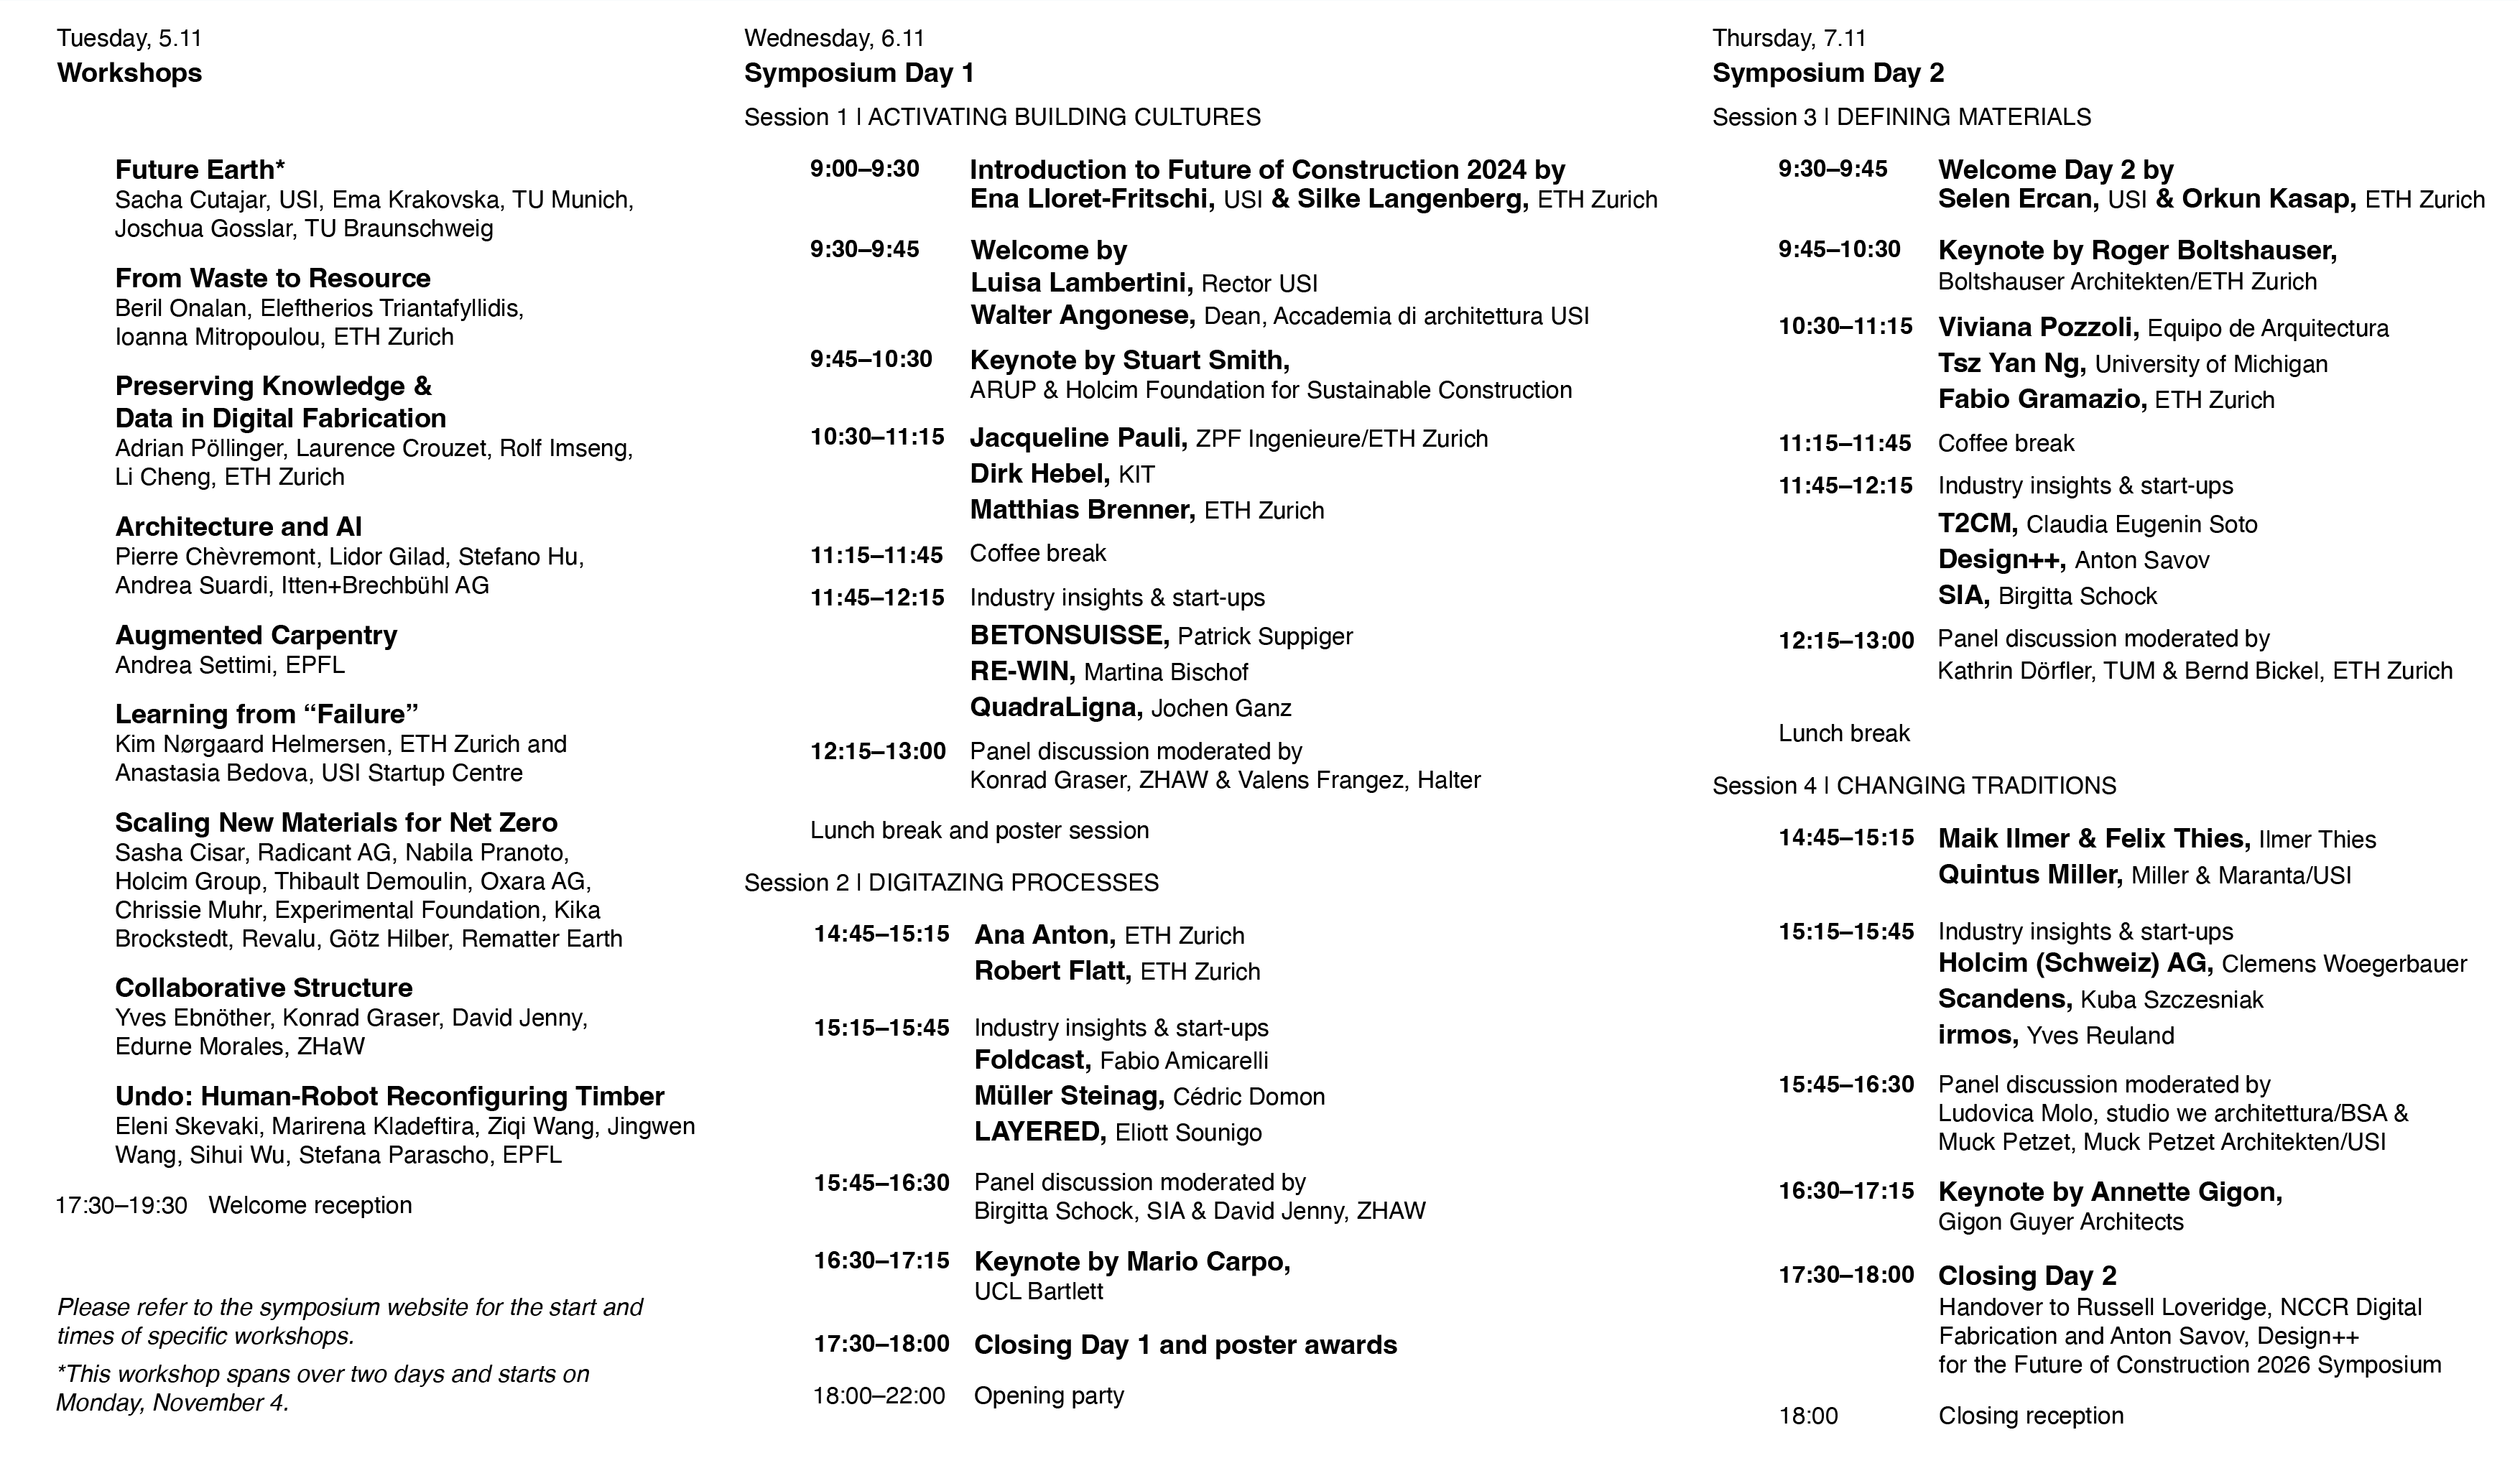 Tuesday, 5.11
Workshops
Future Earth*
Sacha Cutajar, USI, Ema Krakovska, TU Munich,
Joschua Gosslar, TU Braunschweig
From Waste to Resource
Beril Onalan, Eleftherios Triantafyllidis,
Ioanna Mitropoulou, ETH Zurich
Preserving Knowledge &
Data in Digital Fabrication
Adrian Pöllinger, Laurence Crouzet, Rolf Imseng,
Li Cheng, ETH Zurich
Architecture and AI
Pierre Chèvremont, Lidor Gilad, Stefano Hu,
Andrea Suardi, Itten+Brechbühl AG
Augmented Carpentry
Andrea Settimi, EPFL
Learning from “Failure”
Kim Nørgaard Helmersen, ETH Zurich and
Anastasia Bedova, USI Startup Centre
Scaling New Materials for Net Zero
Sasha Cisar, Radicant AG, Nabila Pranoto,
Holcim Group, Thibault Demoulin, Oxara AG,
Chrissie Muhr, Experimental Foundation, Kika
Brockstedt, Revalu, Götz Hilber, Rematter Earth
Collaborative Structure
Yves Ebnöther, Konrad Graser, David Jenny,
Edurne Morales, ZHaW
Undo: Human-Robot Reconfiguring Timber
Eleni Skevaki, Marirena Kladeftira, Ziqi Wang, Jingwen
Wang, Sihui Wu, Stefana Parascho, EPFL
17:30–19:30 Welcome reception
Please refer to the symposium website for the start and
times of specific workshops.
*This workshop spans over two days and starts on
Monday, November 4.
Wednesday, 6.11
Symposium Day 1
Session 1 | ACTIVATING BUILDING CULTURES
9:00–9:30 Introduction to Future of Construction 2024 by
Ena Lloret-Fritschi, USI & Silke Langenberg, ETH Zurich
9:30–9:45 Welcome by
Luisa Lambertini, Rector USI
Walter Angonese, Dean, Accademia di architettura USI
9:45–10:30 Keynote by Stuart Smith,
ARUP & Holcim Foundation for Sustainable Construction
10:30–11:15 Jacqueline Pauli, ZPF Ingenieure/ETH Zurich
Dirk Hebel, KIT
Matthias Brenner, ETH Zurich
11:15–11:45 Coffee break
11:45–12:15 Industry insights & start-ups
BETONSUISSE, Patrick Suppiger
RE-WIN, Martina Bischof
QuadraLigna, Jochen Ganz
12:15–13:00 Panel discussion moderated by
Konrad Graser, ZHAW & Valens Frangez, Halter
Lunch break and poster session
Session 2 | DIGITAZING PROCESSES
14:45–15:15 Ana Anton, ETH Zurich
Robert Flatt, ETH Zurich
15:15–15:45 Industry insights & start-ups
Foldcast, Fabio Amicarelli
Müller Steinag, Cédric Domon
LAYERED, Eliott Sounigo
15:45–16:30 Panel discussion moderated by
Birgitta Schock, SIA & David Jenny, ZHAW
16:30–17:15 Keynote by Mario Carpo,
UCL Bartlett
17:30–18:00 Closing Day 1 and poster awards
18:00–22:00 Opening party
Thursday, 7.11
Symposium Day 2
Session 3 | DEFINING MATERIALS
9:30–9:45 Welcome Day 2 by
Selen Ercan, USI & Orkun Kasap, ETH Zurich
9:45–10:30 Keynote by Roger Boltshauser,
Boltshauser Architekten/ETH Zurich
10:30–11:15 Viviana Pozzoli, Equipo de Arquitectura
Tsz Yan Ng, University of Michigan
Fabio Gramazio, ETH Zurich
11:15–11:45 Coffee break
11:45–12:15 Industry insights & start-ups
T2CM, Claudia Eugenin Soto
Design++, Anton Savov
SIA, Birgitta Schock
12:15–13:00 Panel discussion moderated by
Kathrin Dörfler, TUM & Bernd Bickel, ETH Zurich
Lunch break
Session 4 | CHANGING TRADITIONS
14:45–15:15 Maik Ilmer & Felix Thies, Ilmer Thies
Quintus Miller, Miller & Maranta/USI
15:15–15:45 Industry insights & start-ups
Holcim (Schweiz) AG, Clemens Woegerbauer
Scandens, Kuba Szczesniak
irmos, Yves Reuland
15:45–16:30 Panel discussion moderated by
Ludovica Molo, studio we architettura/BSA &
Muck Petzet, Muck Petzet Architekten/USI
16:30–17:15 Keynote by Annette Gigon,
Gigon Guyer Architects
17:30–18:00 Closing Day 2
Handover to Russell Loveridge, NCCR Digital
Fabrication and Anton Savov, Design++
for the Future of Construction 2026 Symposium
18:00 Closing reception